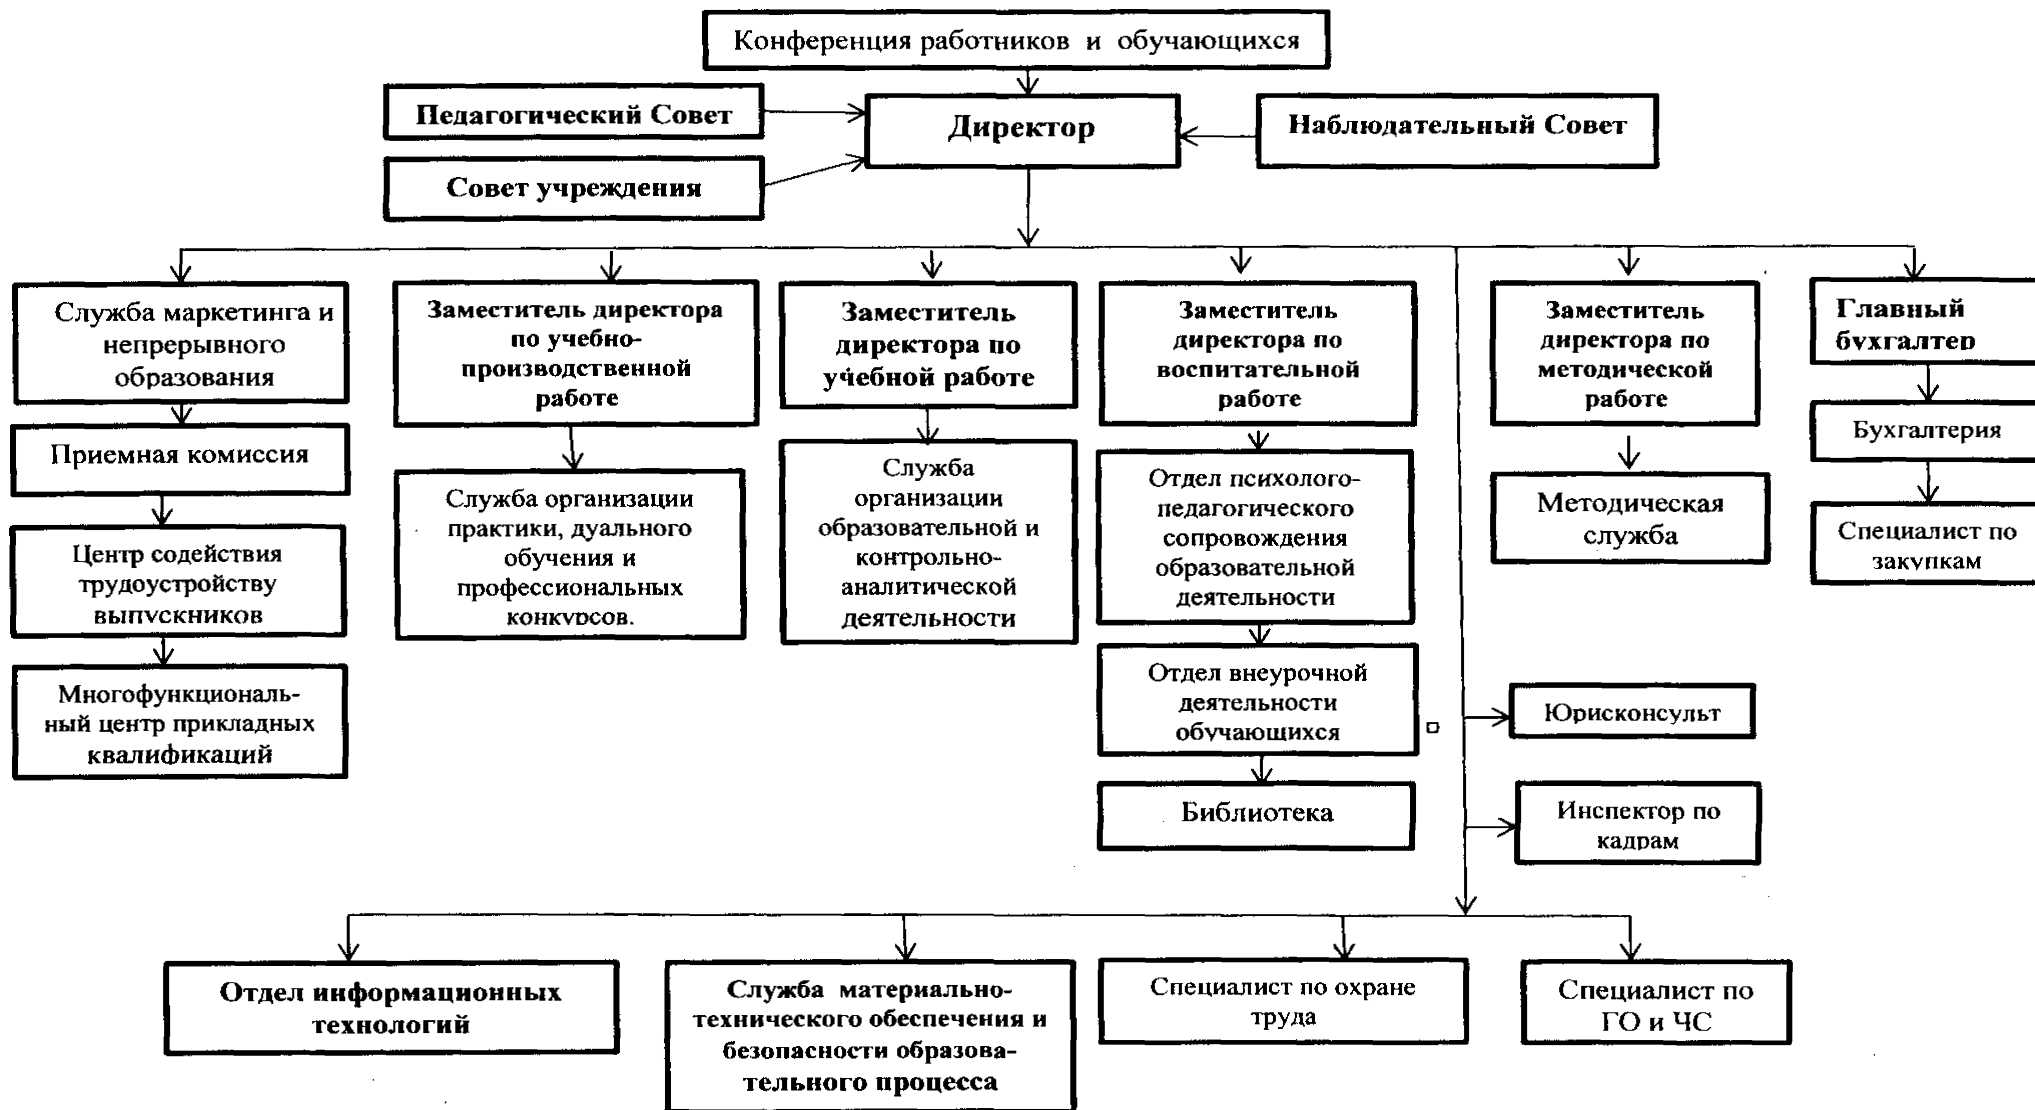 Конференция работников и обучающихся
Педагогический Совет
Директор
Наблюдательный Совет
Совет учреждения
Служба маркетинга и
непрерывного
образования
Приемная комиссия
Центр содействия
трудоустройству
выпускников
Многофункциональ-
ный центр прикладных
квалификаций
Заместитель директора
по учебно-
производственной
работе
Служба организации
практики, дуального
обучения и
профессиональных
конкурсов.
Заместитель
директора по
учебной работе
Служба
организации
образовательной и
контрольно-
аналитической
деятельности
Заместитель
директора по
воспитательной
работе
Отдел психолого-
педагогического
сопровождения
образовательной
деятельности
Отдел внеурочной
деятельности
обучающихся
Библиотека
Заместитель
директора по
методической
работе
Методическая
служба
Главный
бухгалтер
Бухгалтерия
Специалист по
закупкам
Юрисконсульт
Инспектор по
кадрам
Отдел информационных
технологий
Служба материально-
технического обеспечения и
безопасности образова-
тельного процесса
Специалист по охране
труда
Специалист по
ГО и ЧС